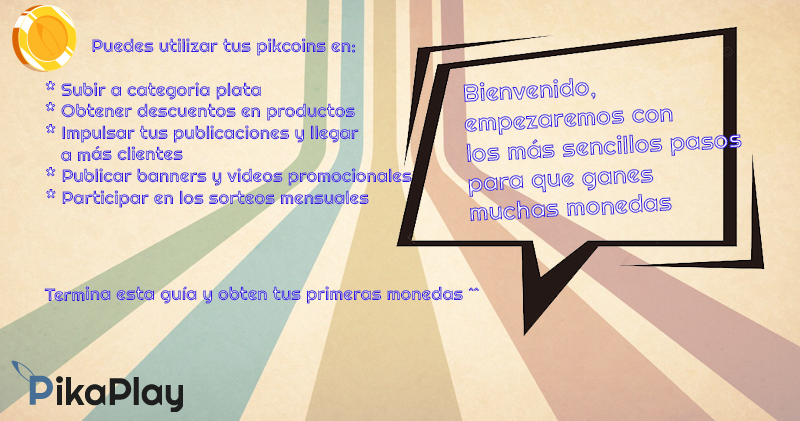 Puedes utilizar tus pikcoins en:
* Subir a categoria plata
* Obtener descuentos en productos
* Impulsar tus publicaciones y llegar
a más clientes
* Publicar banners y videos promocionales
* Participar en los sorteos mensuales
Bienvenido,
empezaremos con
los más sencillos pasos
para que ganes
muchas monedas
Termina esta guía y obten tus primeras monedas ^^
PikaPlay